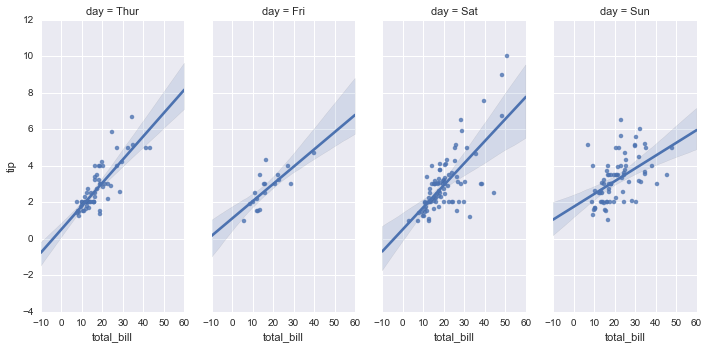 day = Thur
day = Fri
day = Sat
day = Sun
12
10
8
6
4
2
0
−2
−4
tip
−10 0 10 20 30 40 50 60
−10 0 10 20 30 40 50 60
−10 0 10 20 30 40 50 60
−10 0 10 20 30 40 50 60
total_bill
total_bill
total_bill
total_bill